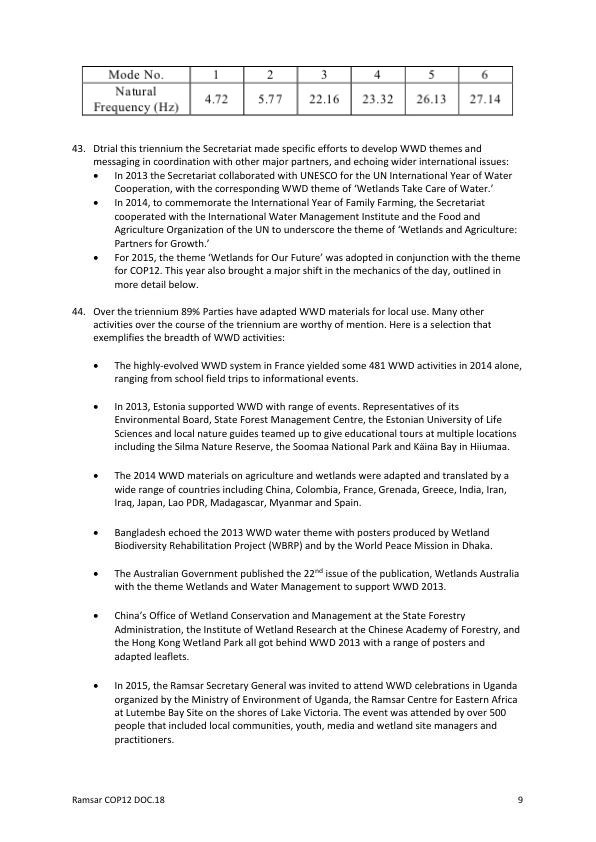 Mode No. 1 2 3 4 5 6
Natural
Frequency (Hz) 4.72 5.77 22.16 23.32 26.13 27.14
43. Dtrial this triennium the Secretariat made specific efforts to develop WWD themes and
messaging in coordination with other major partners, and echoing wider international issues:
• In 2013 the Secretariat collaborated with UNESCO for the UN International Year of Water
Cooperation, with the corresponding WWD theme of ‘Wetlands Take Care of Water.’
• In 2014, to commemorate the International Year of Family Farming, the Secretariat
cooperated with the International Water Management Institute and the Food and
Agriculture Organization of the UN to underscore the theme of ‘Wetlands and Agriculture:
Partners for Growth.’
• For 2015, the theme ‘Wetlands for Our Future’ was adopted in conjunction with the theme
for COP12. This year also brought a major shift in the mechanics of the day, outlined in
more detail below.
44. Over the triennium 89% Parties have adapted WWD materials for local use. Many other
activities over the course of the triennium are worthy of mention. Here is a selection that
exemplifies the breadth of WWD activities:
• The highly-evolved WWD system in France yielded some 481 WWD activities in 2014 alone,
ranging from school field trips to informational events.
• In 2013, Estonia supported WWD with range of events. Representatives of its
Environmental Board, State Forest Management Centre, the Estonian University of Life
Sciences and local nature guides teamed up to give educational tours at multiple locations
including the Silma Nature Reserve, the Soomaa National Park and Käina Bay in Hiiumaa.
• The 2014 WWD materials on agriculture and wetlands were adapted and translated by a
wide range of countries including China, Colombia, France, Grenada, Greece, India, Iran,
Iraq, Japan, Lao PDR, Madagascar, Myanmar and Spain.
• Bangladesh echoed the 2013 WWD water theme with posters produced by Wetland
Biodiversity Rehabilitation Project (WBRP) and by the World Peace Mission in Dhaka.
• The Australian Government published the 22nd issue of the publication, Wetlands Australia
with the theme Wetlands and Water Management to support WWD 2013.
• China’s Office of Wetland Conservation and Management at the State Forestry
Administration, the Institute of Wetland Research at the Chinese Academy of Forestry, and
the Hong Kong Wetland Park all got behind WWD 2013 with a range of posters and
adapted leaflets.
• In 2015, the Ramsar Secretary General was invited to attend WWD celebrations in Uganda
organized by the Ministry of Environment of Uganda, the Ramsar Centre for Eastern Africa
at Lutembe Bay Site on the shores of Lake Victoria. The event was attended by over 500
people that included local communities, youth, media and wetland site managers and
practitioners.
Ramsar COP12 DOC.18 9